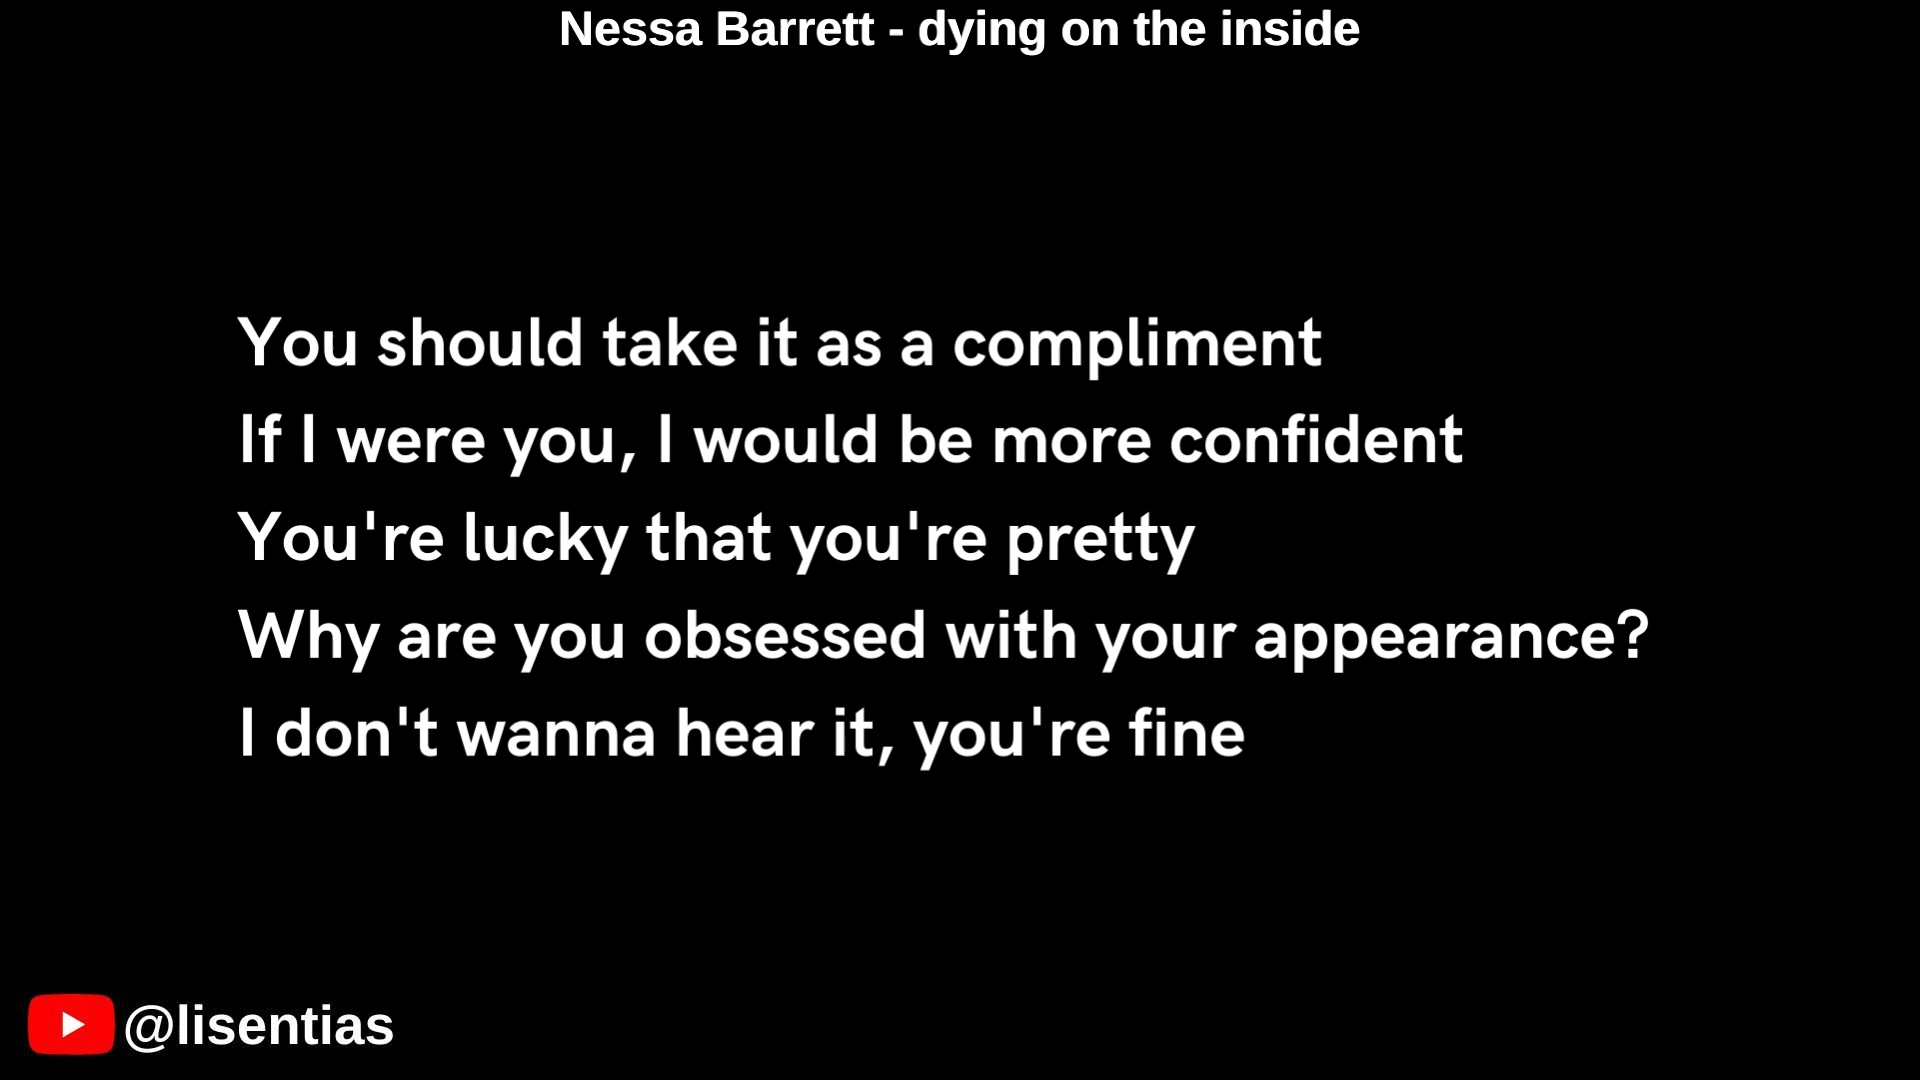 Nessa Barrett - dying on the inside
You should take it as a compliment
If I were you, I would be more confident
You're lucky that you're pretty
Why are you obsessed with your appearance?
I don't wanna hear it, you're fine
@lisentias